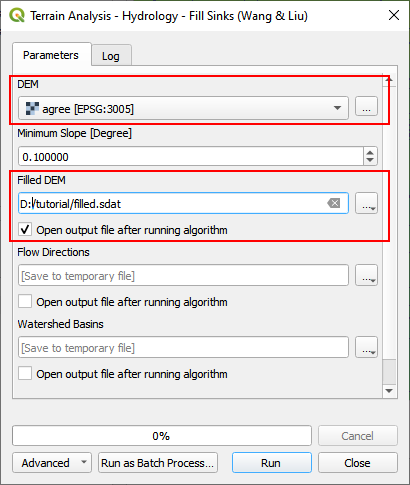 Terrain Analysis - Hydrology - Fill Sinks (Wang & Liu)
Parameters Log
DEM
agree [EPSG:3005]
...
Minimum Slope [Degree]
0.100000
Filled DEM
D:/tutorial/filled.sdat
...
Open output file after running algorithm
Flow Directions
[Save to temporary file]
...
Open output file after running algorithm
Watershed Basins
[Save to temporary file]
...
Open output file after running algorithm
0%
Cancel
Advanced Run as Batch Process... Run Close